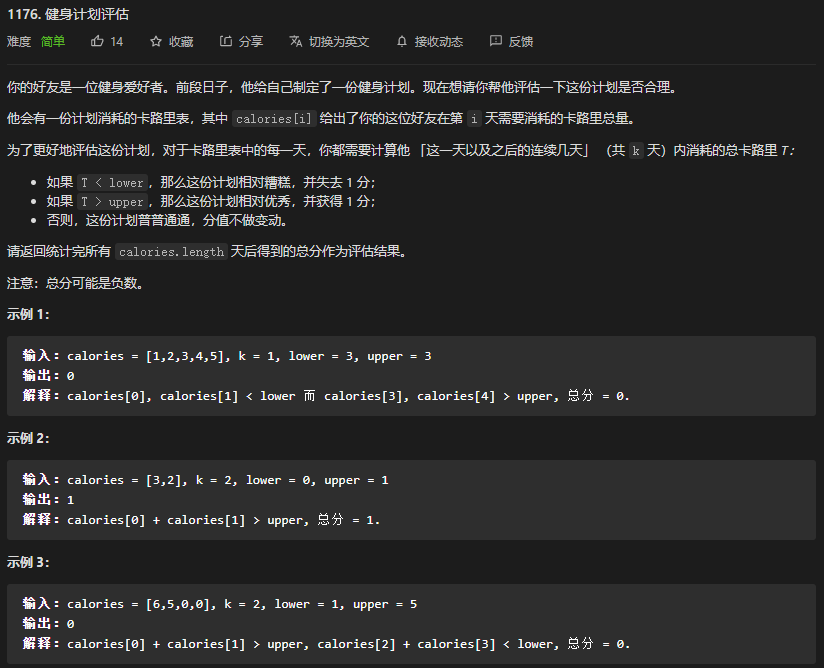 1176. 健身计划评估
难度 简单 14 收藏 分享 切换为英文 接收动态 反馈
你的好友是一位健身爱好者。前段日子，他给自己制定了一份健身计划。现在想请你帮他评估一下这份计划是否合理。
他会有一份计划消耗的卡路里表，其中 calories[i] 给出了你的这位好友在第 i 天需要消耗的卡路里总量。
为了更好地评估这份计划，对于卡路里表中的每一天，你都需要计算他 「这一天以及之后的连续几天」 （共 k 天）内消耗的总卡路里 T：
• 如果 T < lower，那么这份计划相对糟糕，并失去 1 分；
• 如果 T > upper，那么这份计划相对优秀，并获得 1 分；
• 否则，这份计划普普通通，分值不做变动。
请返回统计完所有 calories.length 天后得到的总分作为评估结果。
注意：总分可能是负数。
示例 1：
输入：calories = [1,2,3,4,5], k = 1, lower = 3, upper = 3
输出：0
解释：calories[0], calories[1] < lower 而 calories[3], calories[4] > upper, 总分 = 0.
示例 2：
输入：calories = [3,2], k = 2, lower = 0, upper = 1
输出：1
解释：calories[0] + calories[1] > upper, 总分 = 1.
示例 3：
输入：calories = [6,5,0,0], k = 2, lower = 1, upper = 5
输出：0
解释：calories[0] + calories[1] > upper, calories[2] + calories[3] < lower, 总分 = 0.